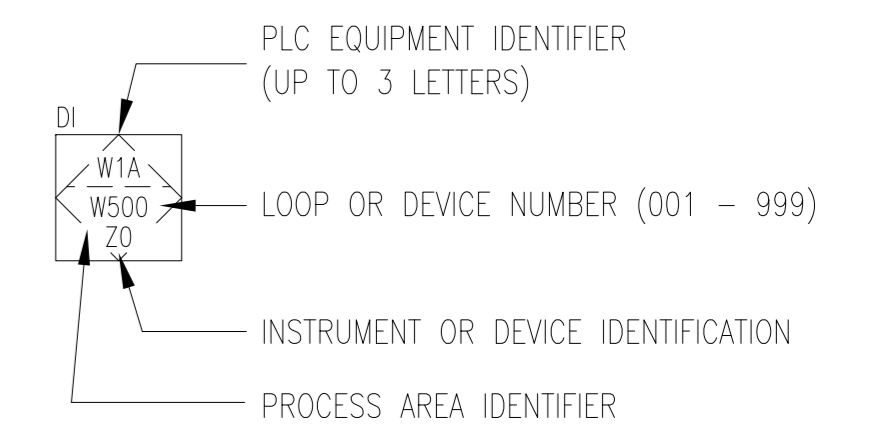 PLC EQUIPMENT IDENTIFIER
(UP TO 3 LETTERS)
DI
W1A
W500
ZO
LOOP OR DEVICE NUMBER (001 – 999)
INSTRUMENT OR DEVICE IDENTIFICATION
PROCESS AREA IDENTIFIER